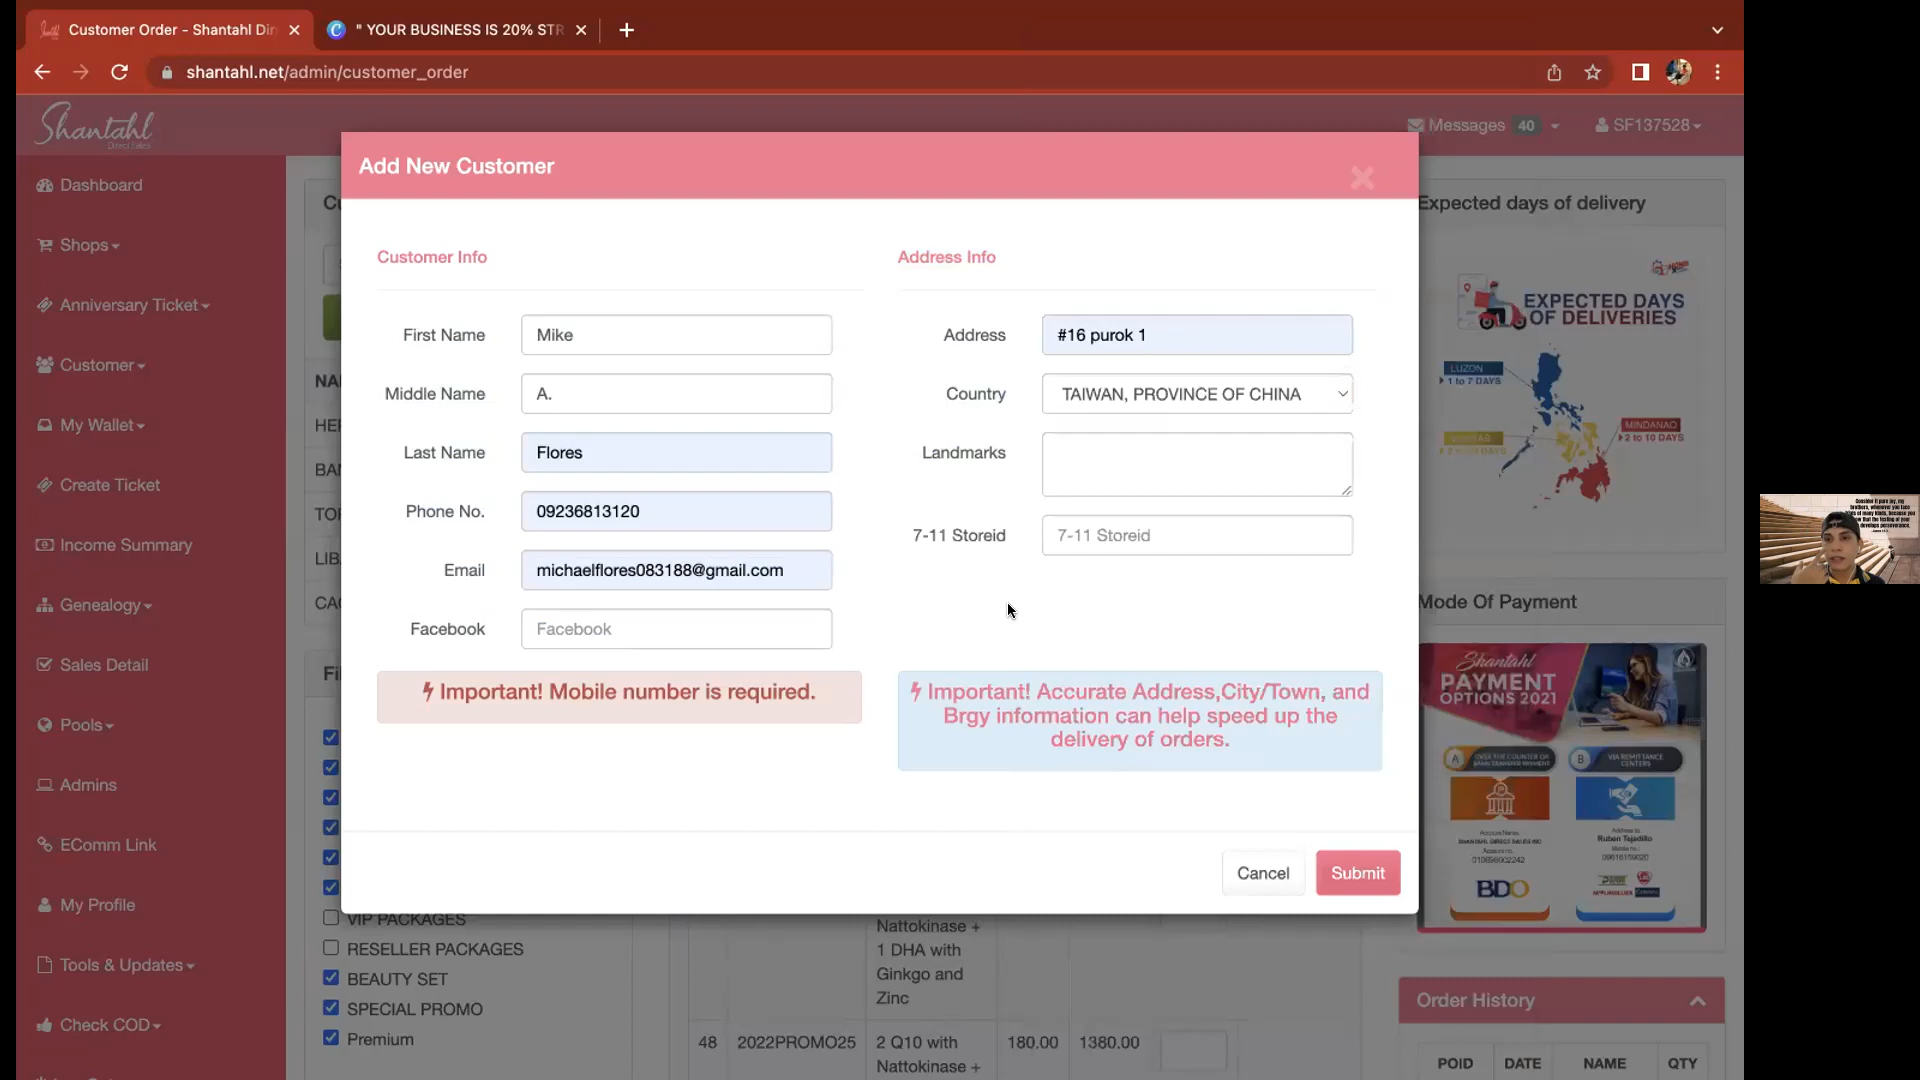 Customer Order - Shantahl Dir
" YOUR BUSINESS IS 20% STR
shantahl.net/admin/customer_order
Shantahl
Direct Sales
Messages 40
SF137528
Dashboard
Shops
Anniversary Ticket
Customer
My Wallet
Create Ticket
Income Summary
Genealogy
Sales Detail
Pools
Admins
EComm Link
My Profile
Tools & Updates
Check COD
Add New Customer
Customer Info
First Name Mike
Middle Name A.
Last Name Flores
Phone No. 09236813120
Email michaelflores083188@gmail.com
Facebook Facebook
Important! Mobile number is required.
Address Info
Address #16 purok 1
Country TAIWAN, PROVINCE OF CHINA
Landmarks
7-11 Storeid 7-11 Storeid
Important! Accurate Address,City/Town, and
Brgy information can help speed up the
delivery of orders.
Cancel Submit
VIP PACKAGES
RESELLER PACKAGES
BEAUTY SET
SPECIAL PROMO
Premium
Nattokinase +
1 DHA with
Ginkgo and
Zinc
48 2022PROMO25 2 Q10 with 180.00 1380.00
Nattokinase +
Expected days of delivery
EXPECTED DAYS
OF DELIVERIES
LUZON
1 to 7 DAYS
MINDANAO
2 to 10 DAYS
Mode Of Payment
Shantahl
PAYMENT
OPTIONS 2021
A
B VIA REMITTANCE
CENTERS
Ruben Tejadillo
BDO
Order History
POID DATE NAME QTY